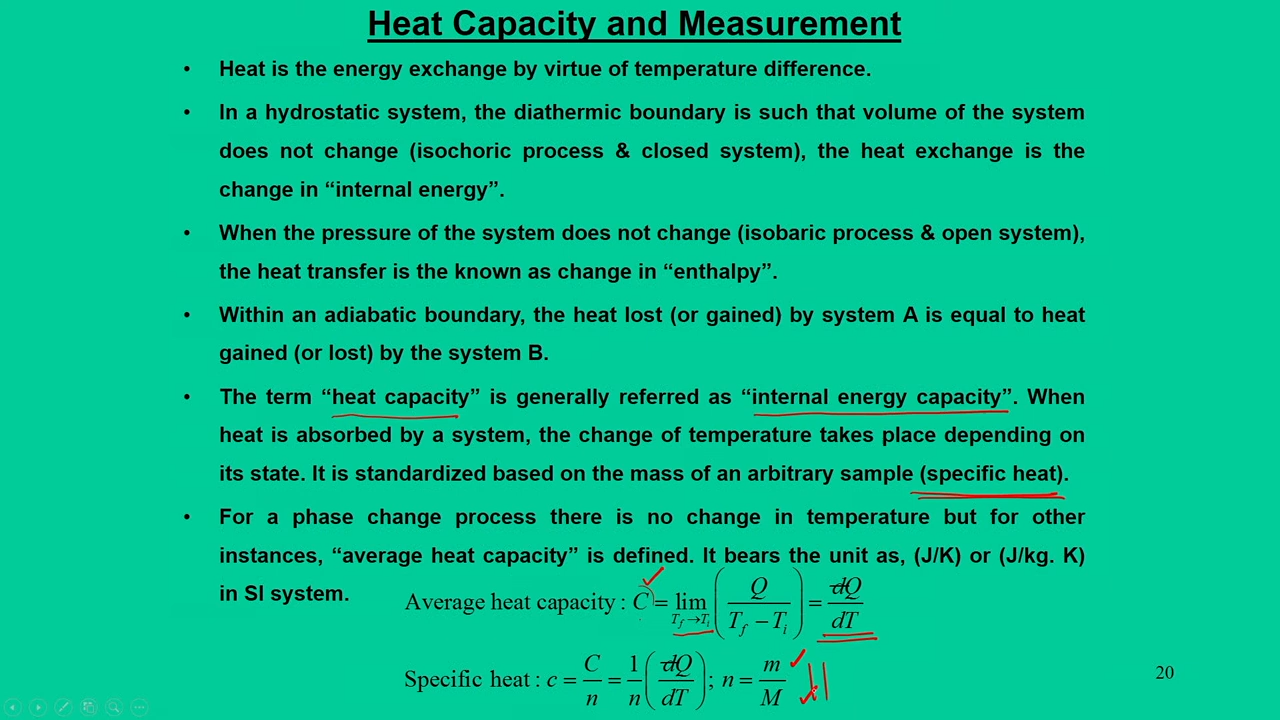 Heat Capacity and Measurement
• Heat is the energy exchange by virtue of temperature difference.
• In a hydrostatic system, the diathermic boundary is such that volume of the system
does not change (isochoric process & closed system), the heat exchange is the
change in “internal energy”.
• When the pressure of the system does not change (isobaric process & open system),
the heat transfer is the known as change in “enthalpy”.
• Within an adiabatic boundary, the heat lost (or gained) by system A is equal to heat
gained (or lost) by the system B.
• The term “heat capacity” is generally referred as “internal energy capacity”. When
heat is absorbed by a system, the change of temperature takes place depending on
its state. It is standardized based on the mass of an arbitrary sample (specific heat).
• For a phase change process there is no change in temperature but for other
instances, “average heat capacity” is defined. It bears the unit as, (J/K) or (J/kg. K)
in SI system.
Average heat capacity : C = lim_{T_f→T_i} (Q / (T_f − T_i)) = đQ/dT
Specific heat : c = C/n = 1/n (đQ/dT); n = m/M
20